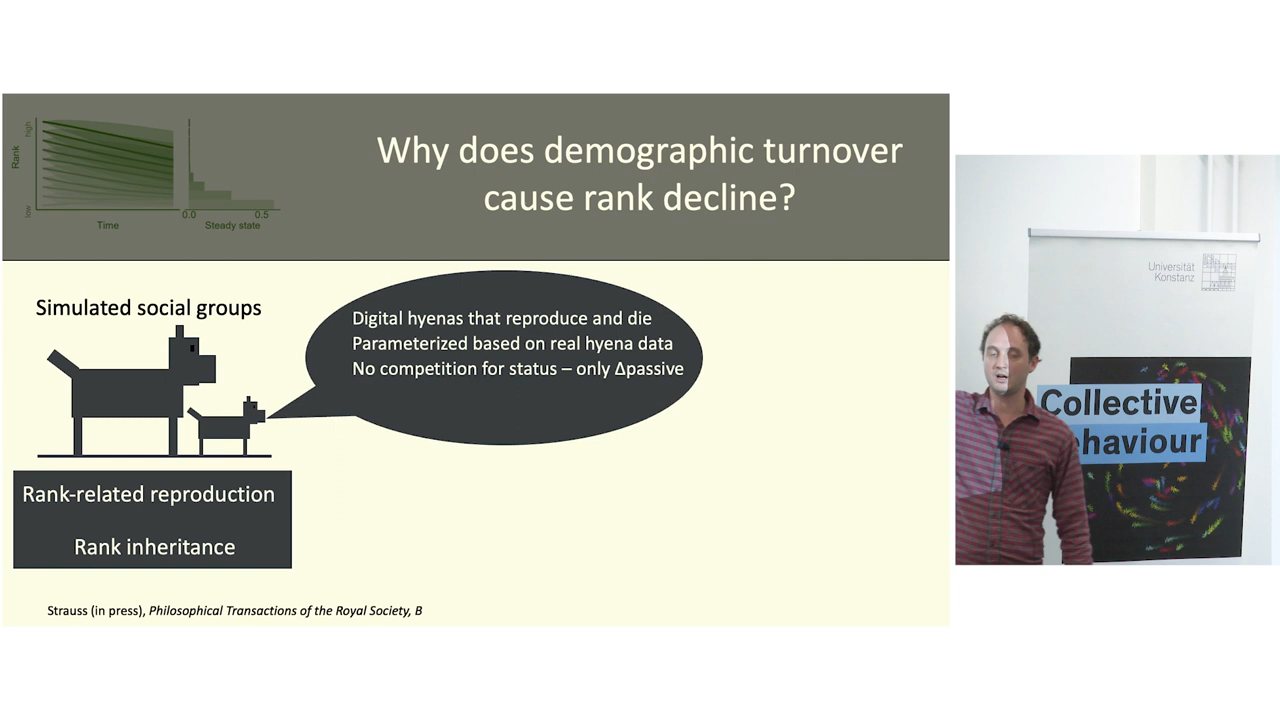 Why does demographic turnover
cause rank decline?
high
Rank
low
Time
0.0
0.5
Steady state
Simulated social groups
Digital hyenas that reproduce and die
Parameterized based on real hyena data
No competition for status – only Δpassive
Rank-related reproduction
Rank inheritance
Strauss (in press), Philosophical Transactions of the Royal Society, B
Universität
Konstanz
Collective
ehaviour